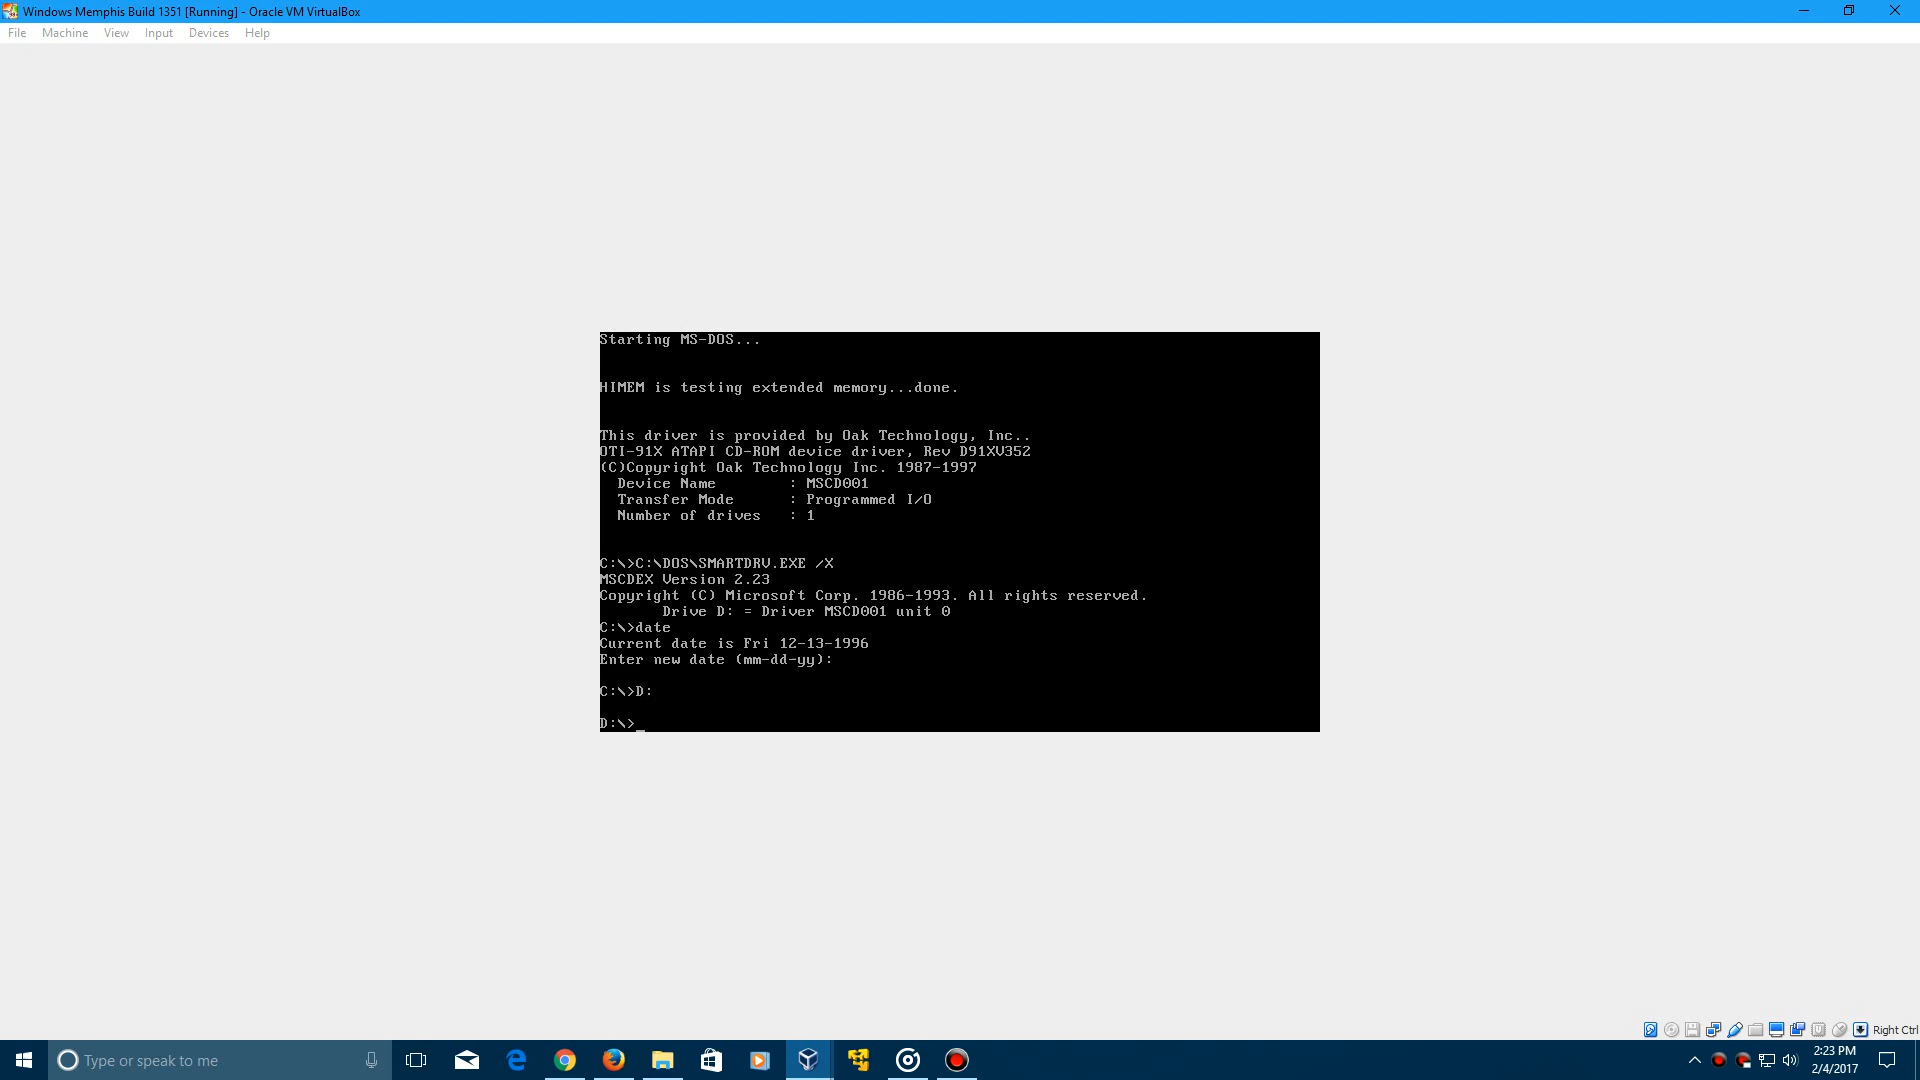 Windows Memphis Build 1351 [Running] - Oracle VM VirtualBox
File Machine View Input Devices Help
Starting MS-DOS...
HIMEM is testing extended memory...done.
This driver is provided by Oak Technology, Inc..
OTI-91X ATAPI CD-ROM device driver, Rev D91XV352
(C)Copyright Oak Technology Inc. 1987-1997
Device Name : MSCD001
Transfer Mode : Programmed I/O
Number of drives : 1
C:\>C:\DOS\SMARTDRV.EXE /X
MSCDEX Version 2.23
Copyright (C) Microsoft Corp. 1986-1993. All rights reserved.
Drive D: = Driver MSCD001 unit 0
C:\>date
Current date is Fri 12-13-1996
Enter new date (mm-dd-yy):
C:\>D:
D:\>_
Right Ctrl
Type or speak to me
2:23 PM
2/4/2017